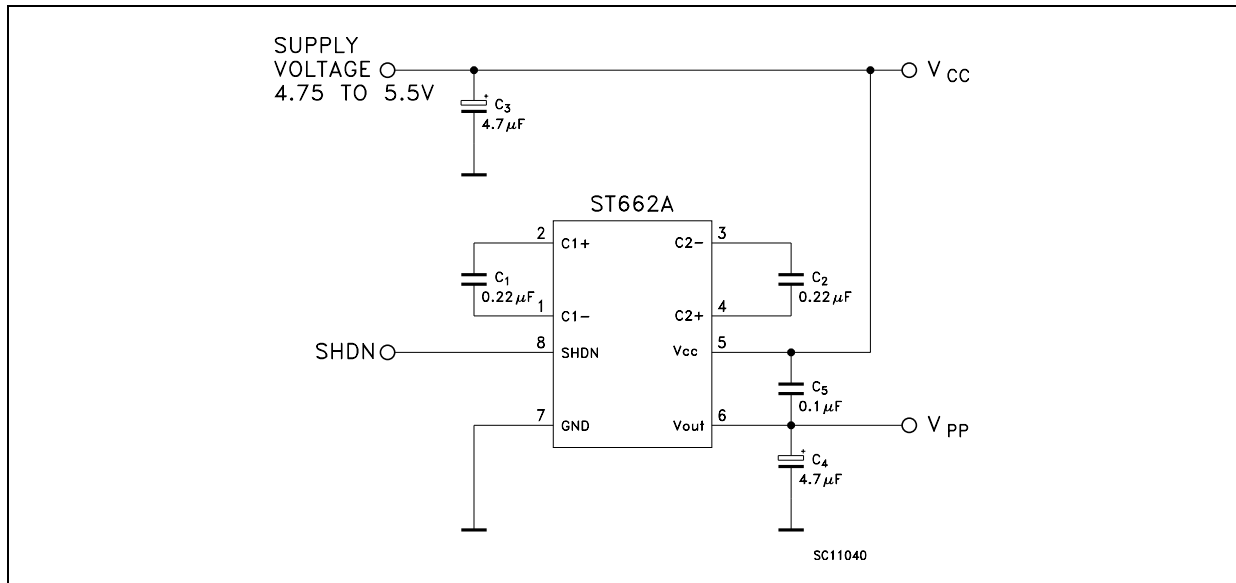 SUPPLY
VOLTAGE
4.75 TO 5.5V
VCC
C3
4.7μF
ST662A
2 C1+ C2- 3
C1
0.22μF
C2
0.22μF
1 C1- C2+ 4
SHDN 8 SHDN Vcc 5
C5
0.1μF
7 GND Vout 6 VPP
C4
4.7μF
SC11040